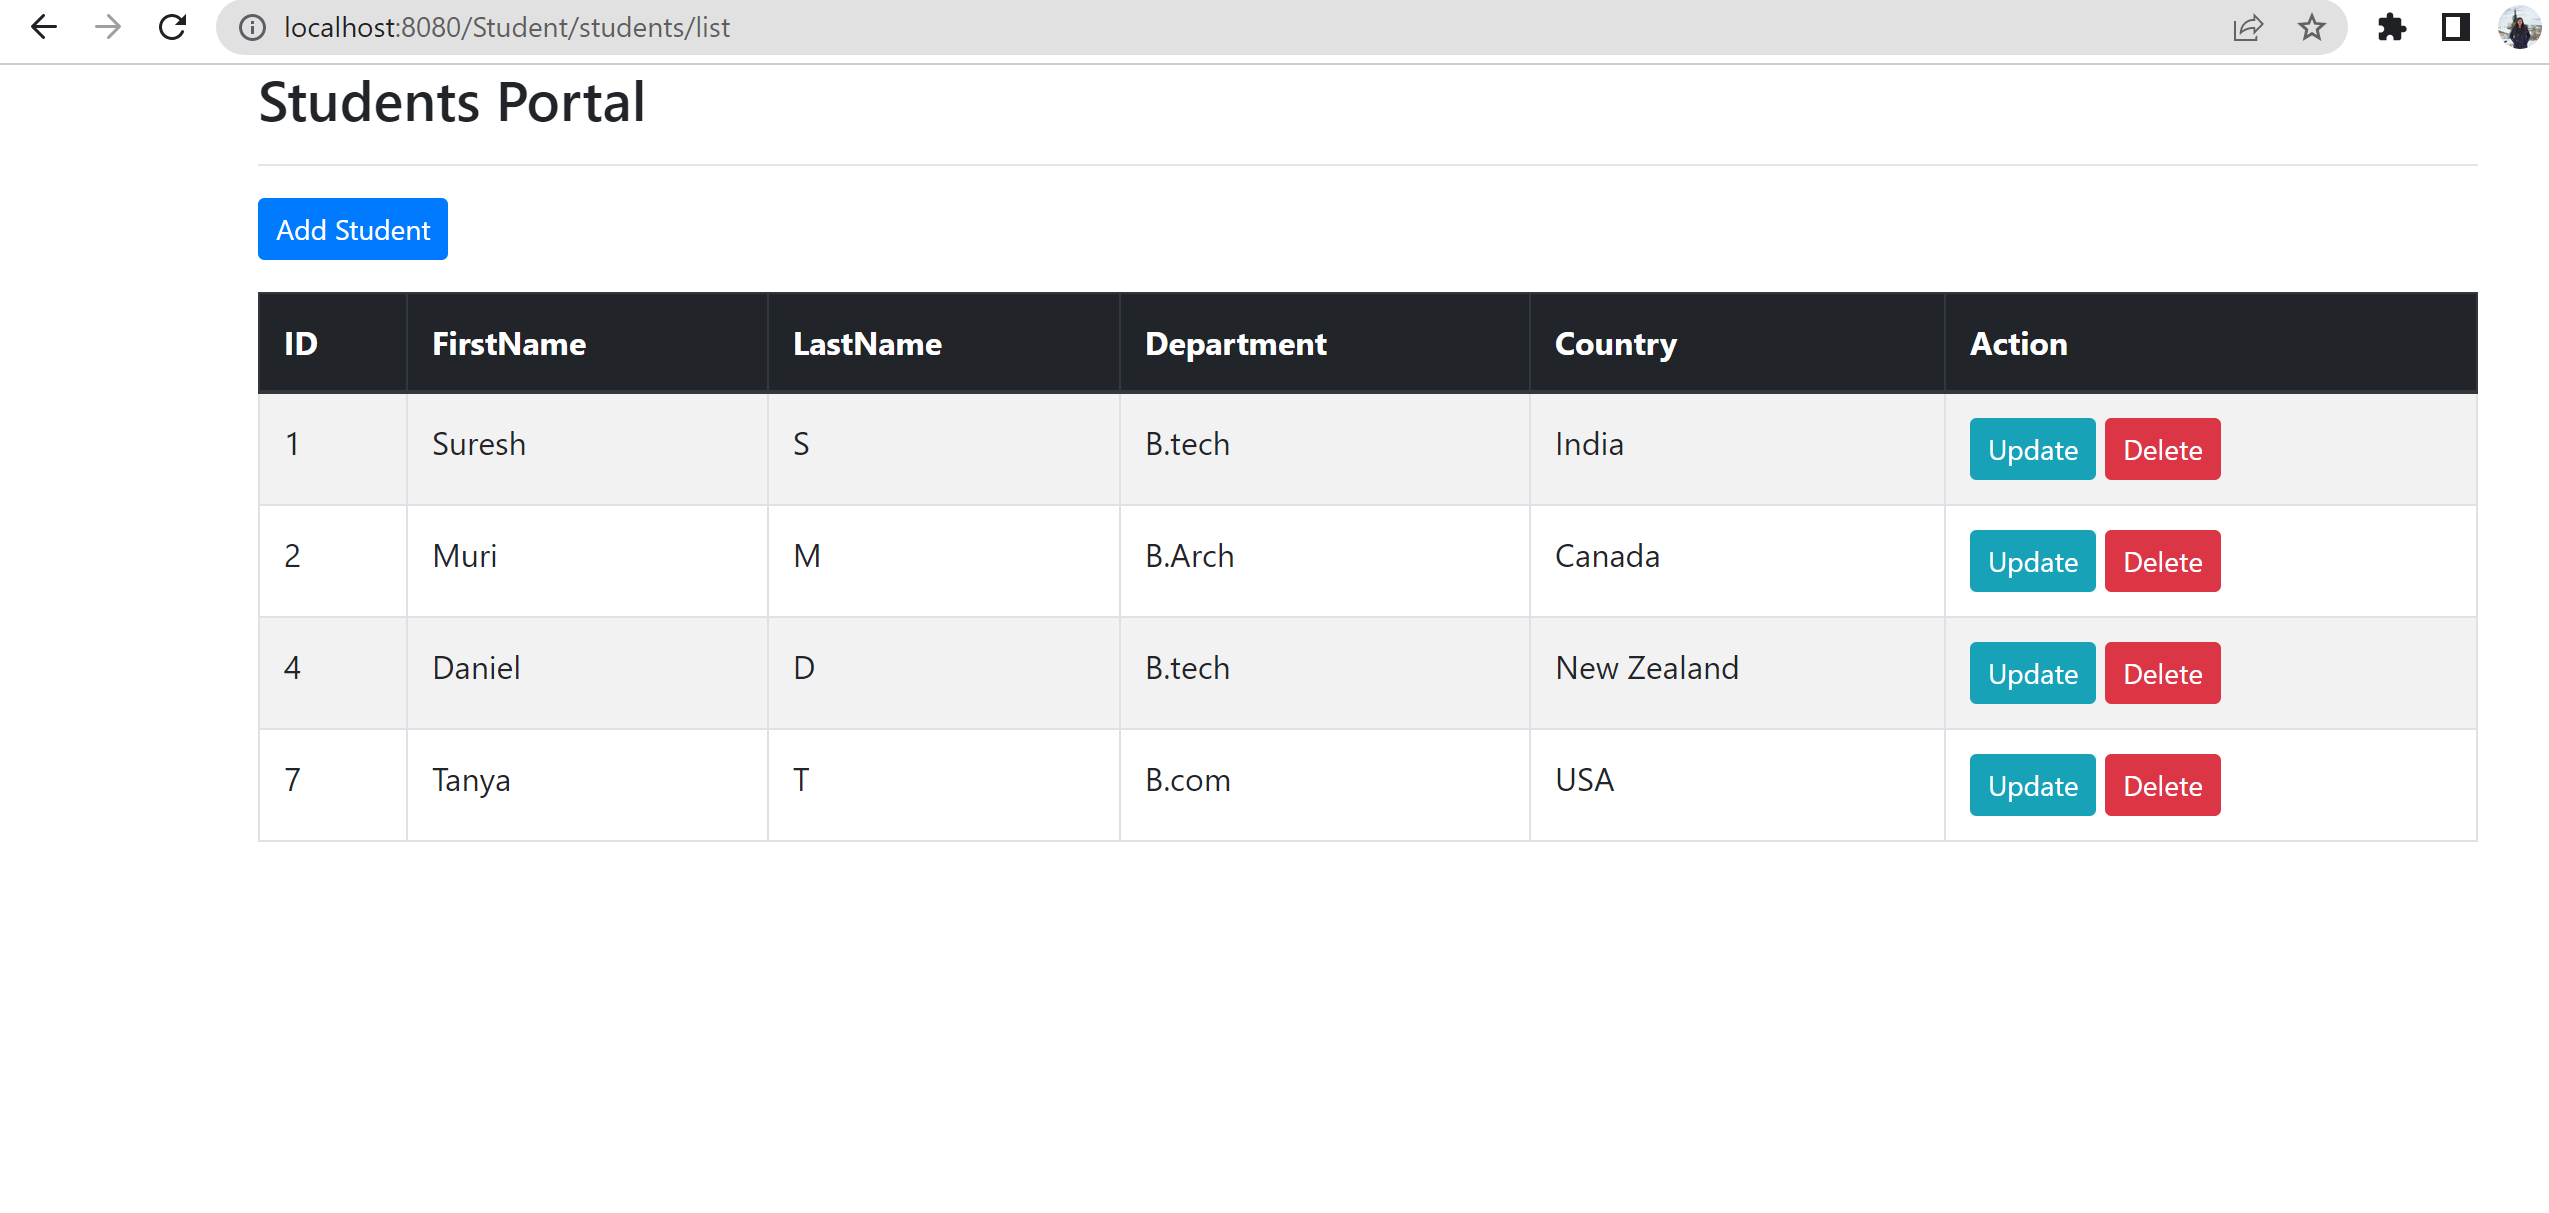 localhost:8080/Student/students/list
Students Portal
Add Student
ID FirstName LastName Department Country Action
1 Suresh S B.tech India Update Delete
2 Muri M B.Arch Canada Update Delete
4 Daniel D B.tech New Zealand Update Delete
7 Tanya T B.com USA Update Delete